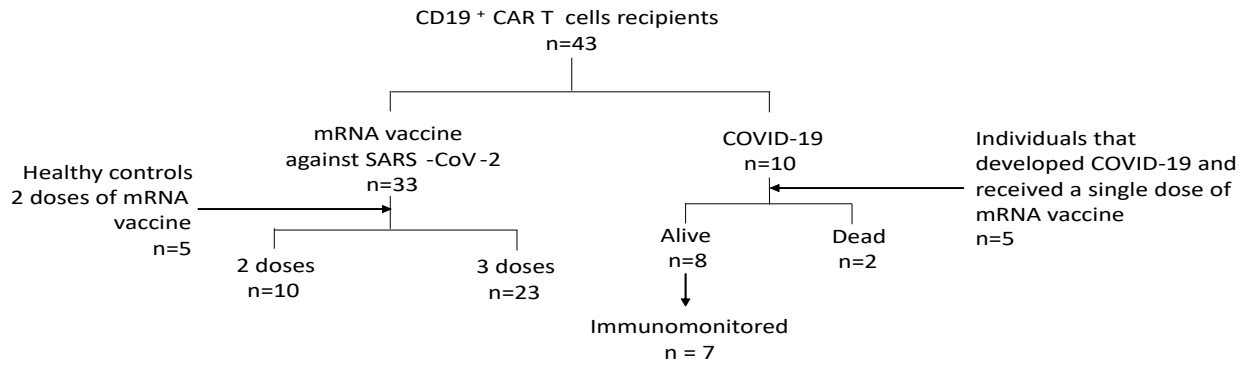 CD19 + CAR T cells recipients
n=43
mRNA vaccine
against SARS -CoV -2
n=33
COVID-19
n=10
Healthy controls
2 doses of mRNA
vaccine
n=5
Individuals that
developed COVID-19 and
received a single dose of
mRNA vaccine
n=5
2 doses
n=10
3 doses
n=23
Alive
n=8
Dead
n=2
Immunomonitored
n = 7